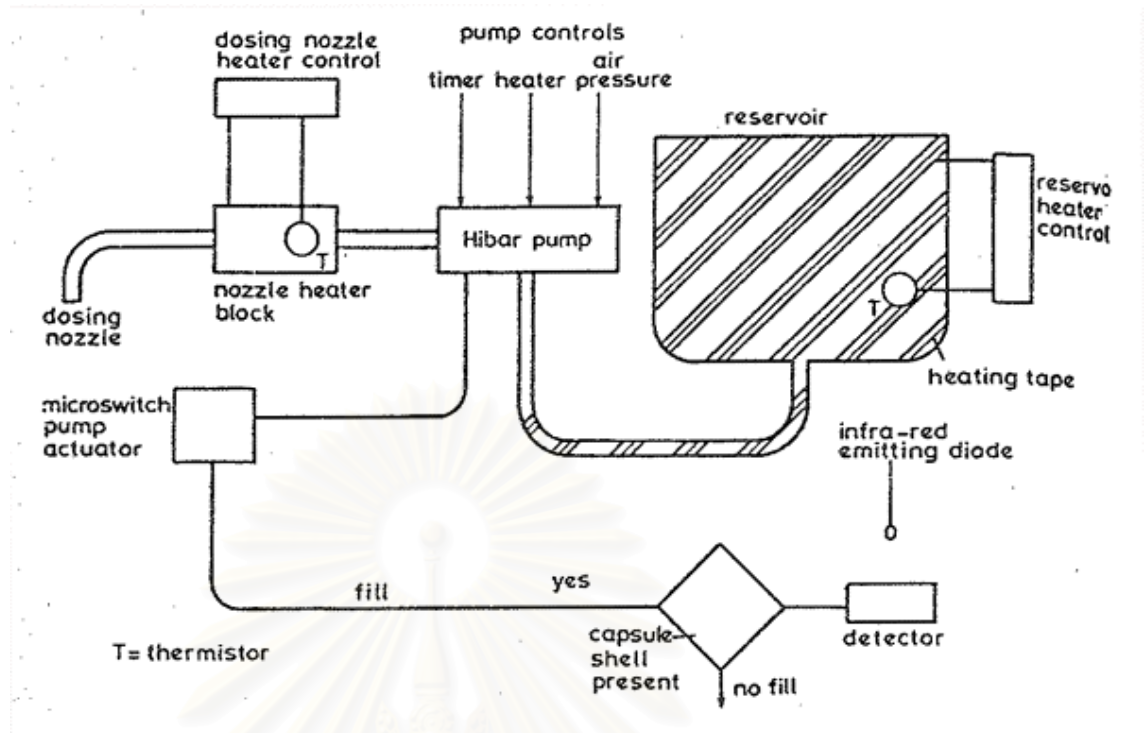 dosing nozzle
heater control
pump controls
air
timer heater pressure
reservoir
reservo
heater
control
Hibar pump
T
nozzle heater
block
dosing
nozzle
T
heating tape
microswitch
pump
actuator
infra-red
emitting diode
fill
yes
capsule
shell
present
detector
T= thermistor
no fill